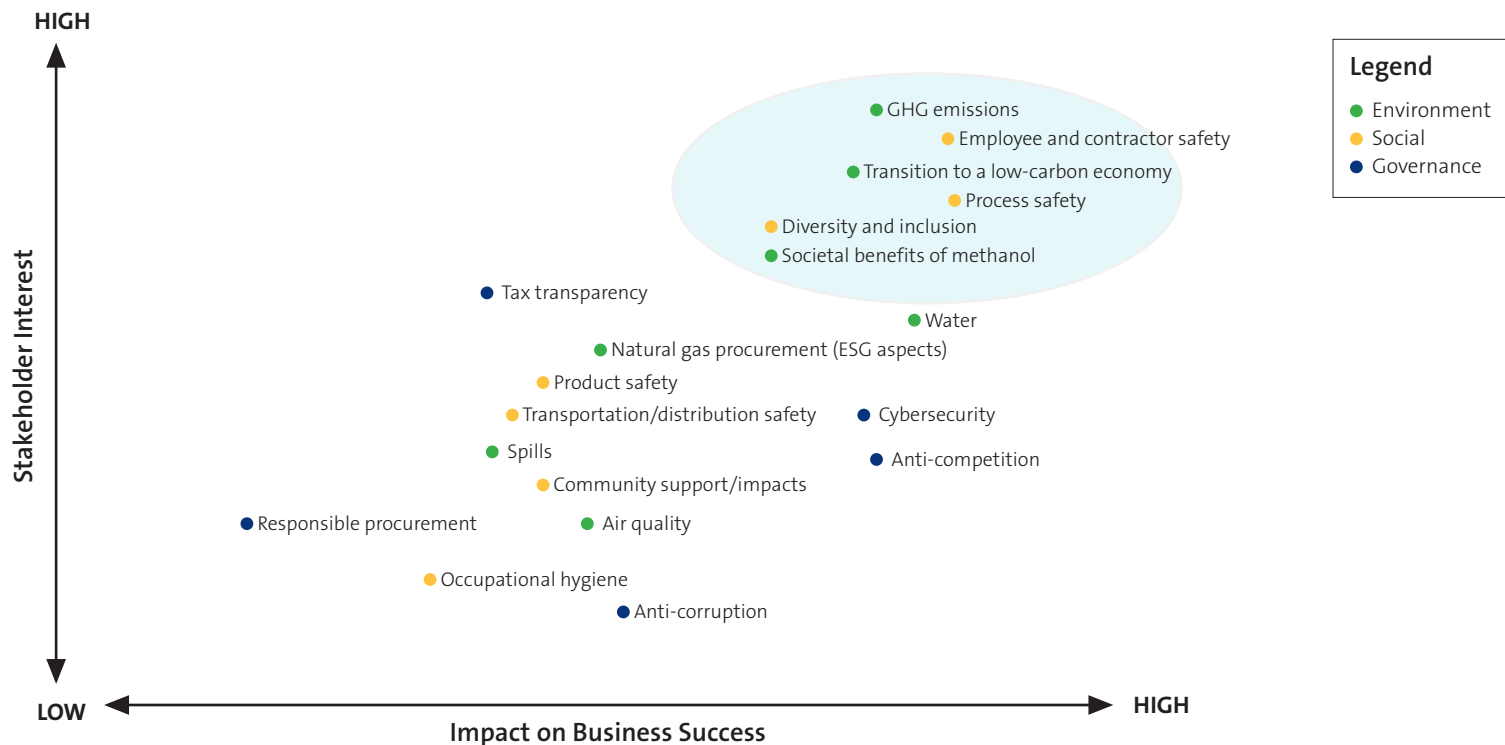 HIGH
Legend
Environment
Social
Governance
GHG emissions
Employee and contractor safety
Transition to a low-carbon economy
Process safety
Diversity and inclusion
Societal benefits of methanol
Tax transparency
Water
Natural gas procurement (ESG aspects)
Product safety
Transportation/distribution safety
Cybersecurity
Spills
Anti-competition
Community support/impacts
Responsible procurement
Air quality
Occupational hygiene
Anti-corruption
Stakeholder Interest
LOW
HIGH
Impact on Business Success